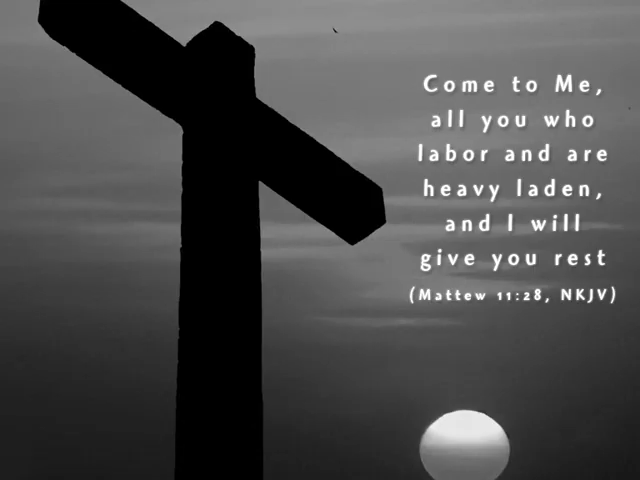 Come to Me,
all you who
labor and are
heavy laden,
and I will
give you rest
(Mattew 11:28, NKJV)